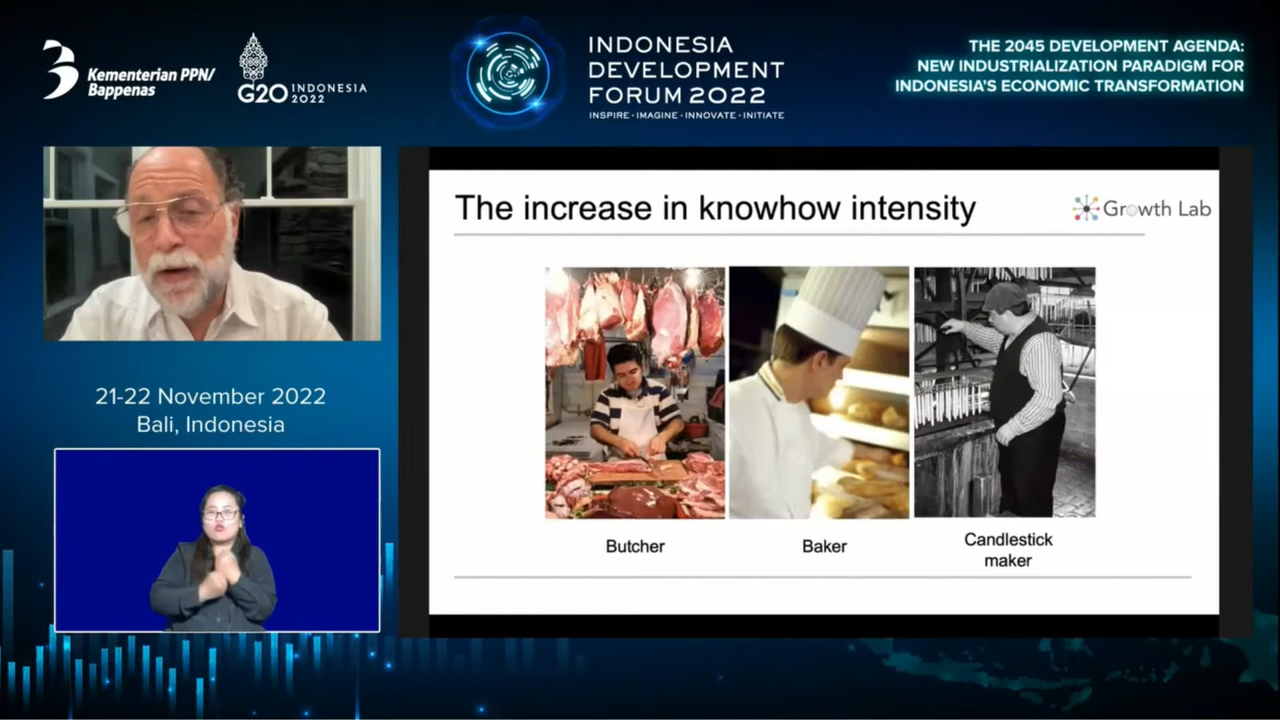 Kementerian PPN/
Bappenas
G20 INDONESIA
2022
INDONESIA
DEVELOPMENT
FORUM 2022
INSPIRE · IMAGINE · INNOVATE · INITIATE
THE 2045 DEVELOPMENT AGENDA:
NEW INDUSTRIALIZATION PARADIGM FOR
INDONESIA'S ECONOMIC TRANSFORMATION
21-22 November 2022
Bali, Indonesia
The increase in knowhow intensity
Growth Lab
Butcher
Baker
Candlestick
maker